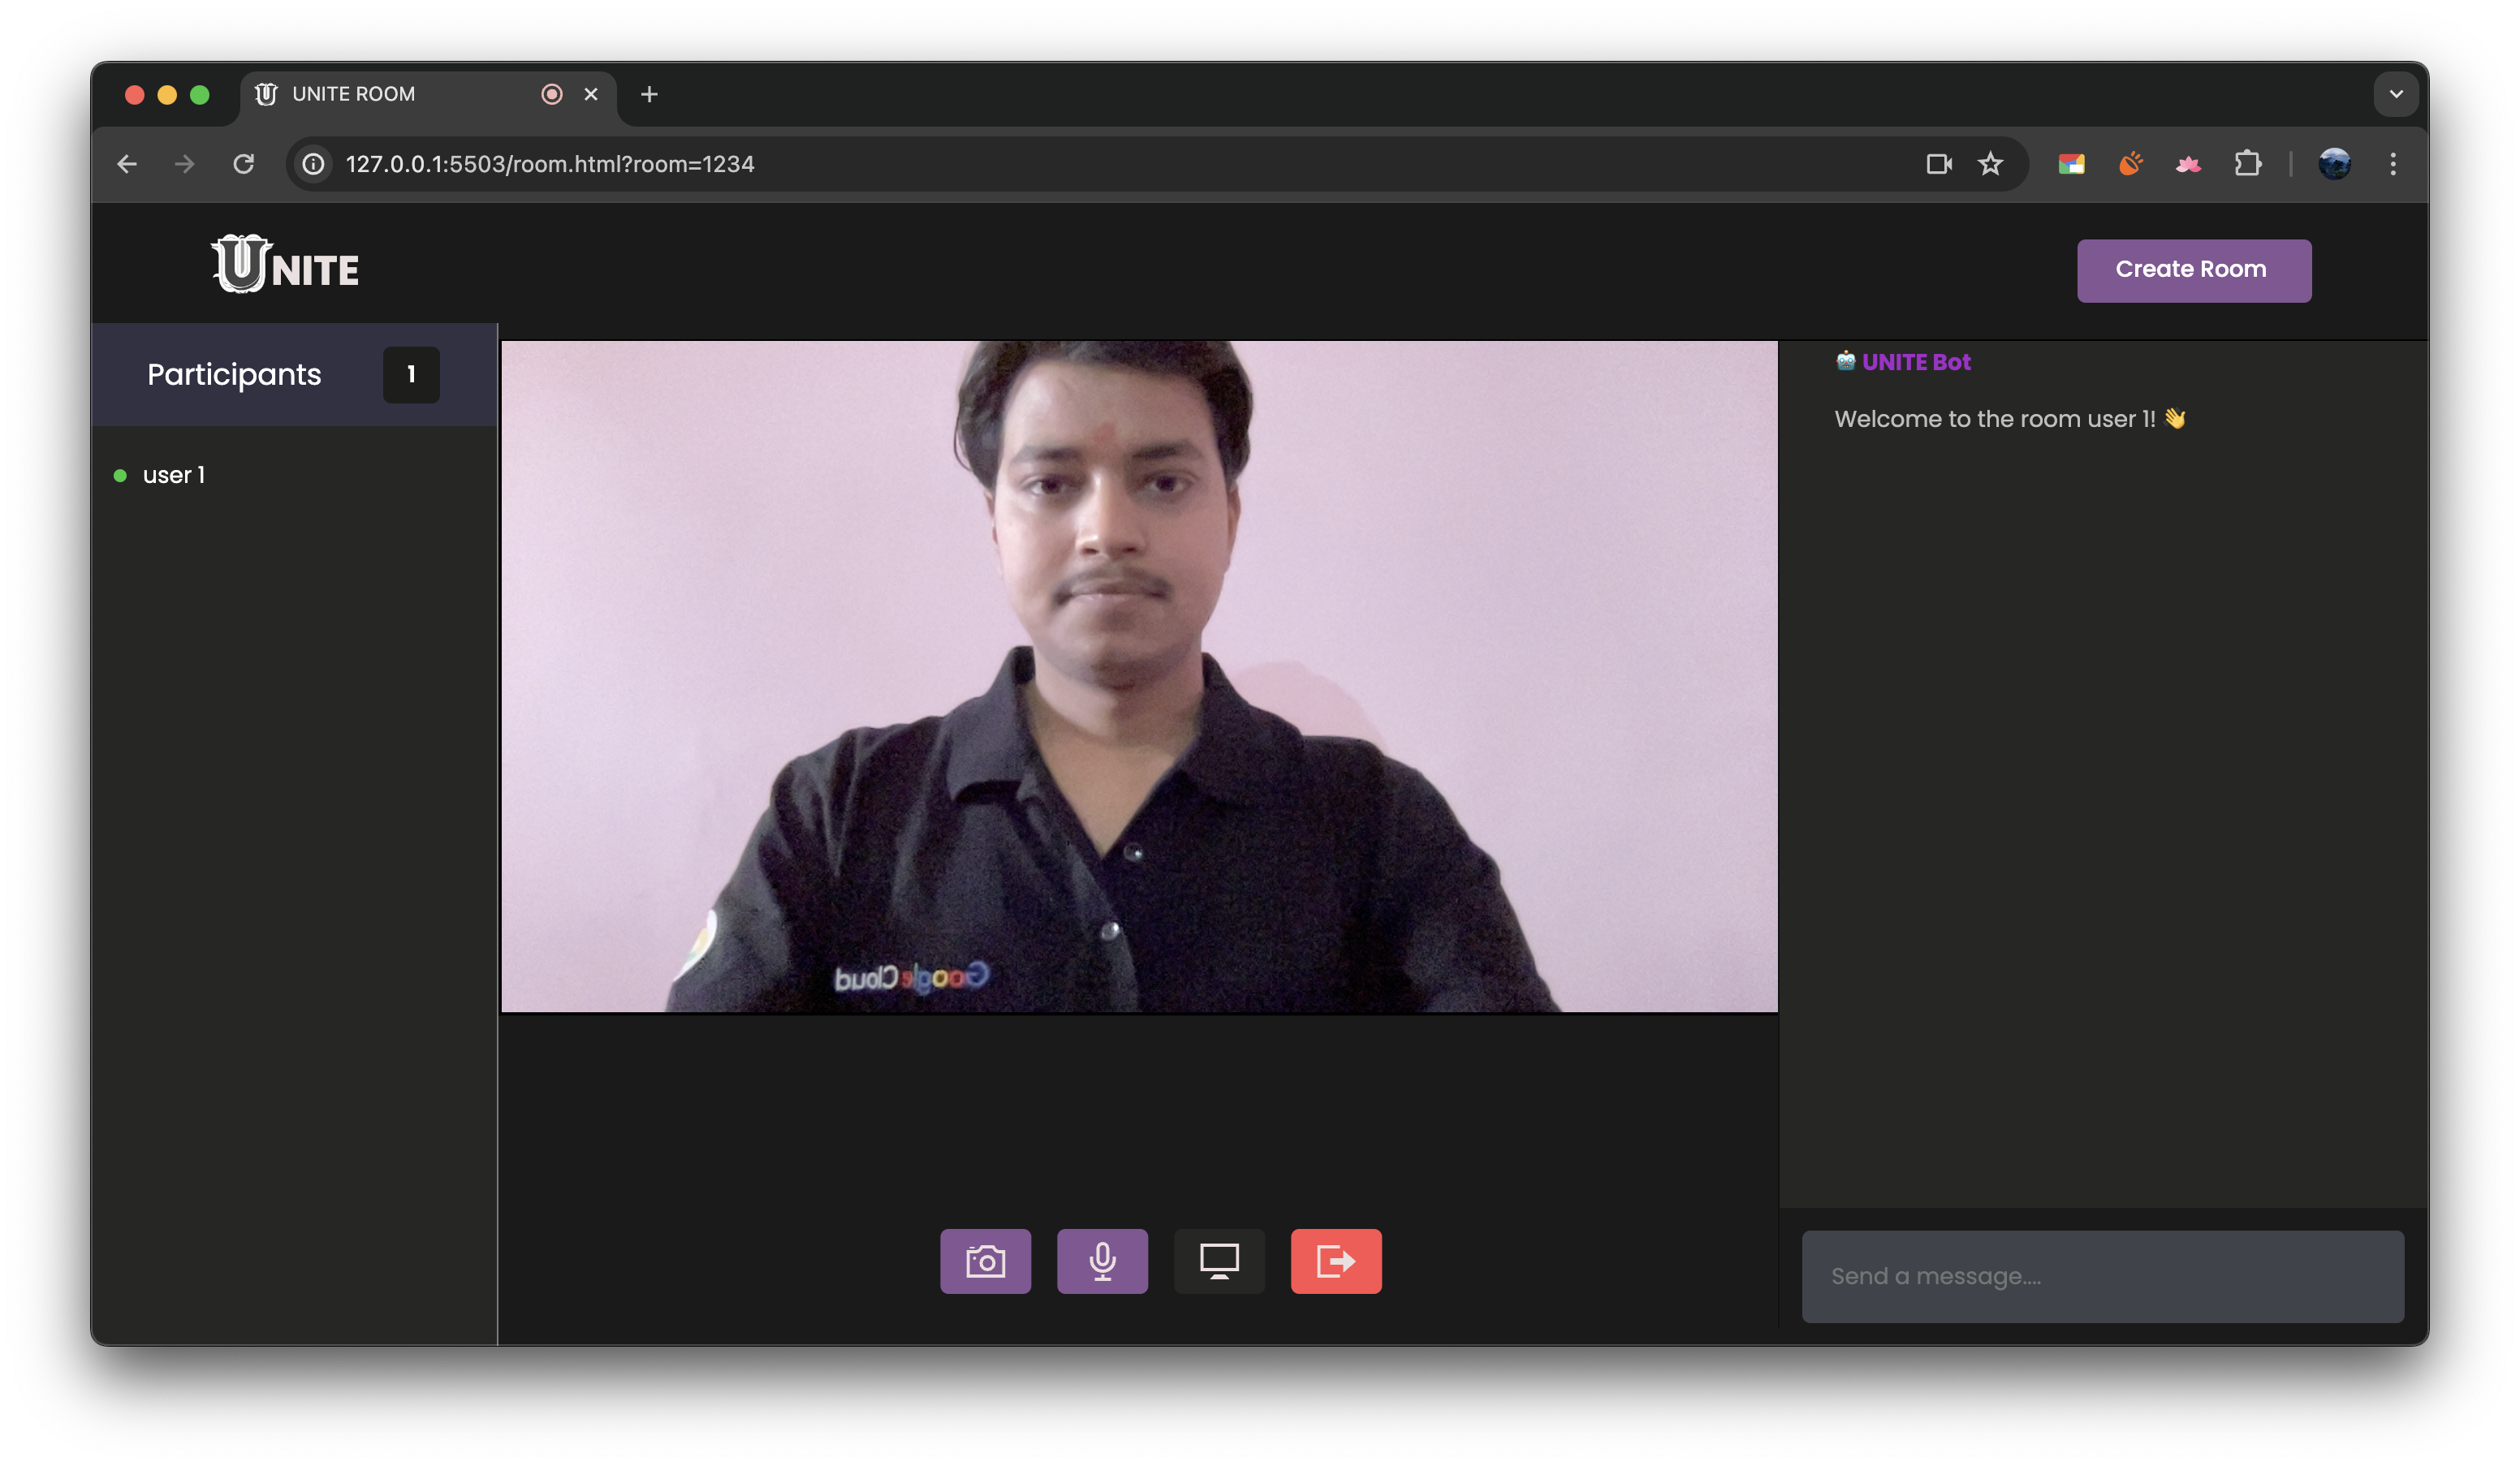 UNITE ROOM
127.0.0.1:5503/room.html?room=1234
UNITE
Create Room
Participants 1
user 1
🤖 UNITE Bot
Welcome to the room user 1! 👋
Google Cloud
Send a message....